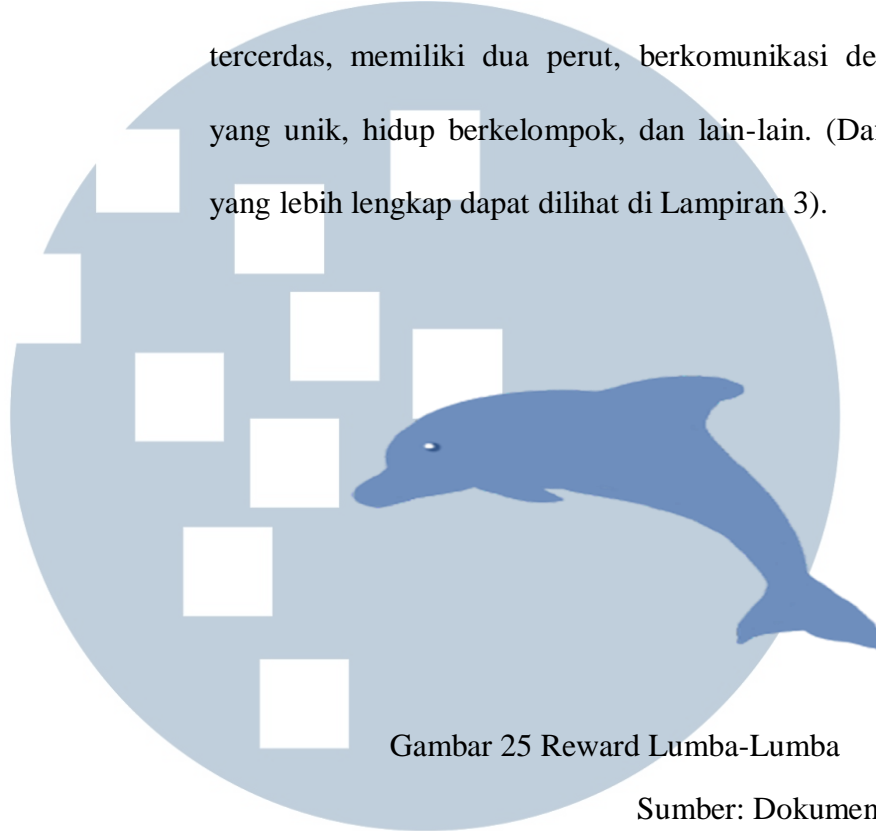 tercerdas, memiliki dua perut, berkomunikasi
yang unik, hidup berkelompok, dan lain-lain.
yang lebih lengkap dapat dilihat di Lampiran 3).
Gambar 25 Reward Lumba-Lumba
Sumber: